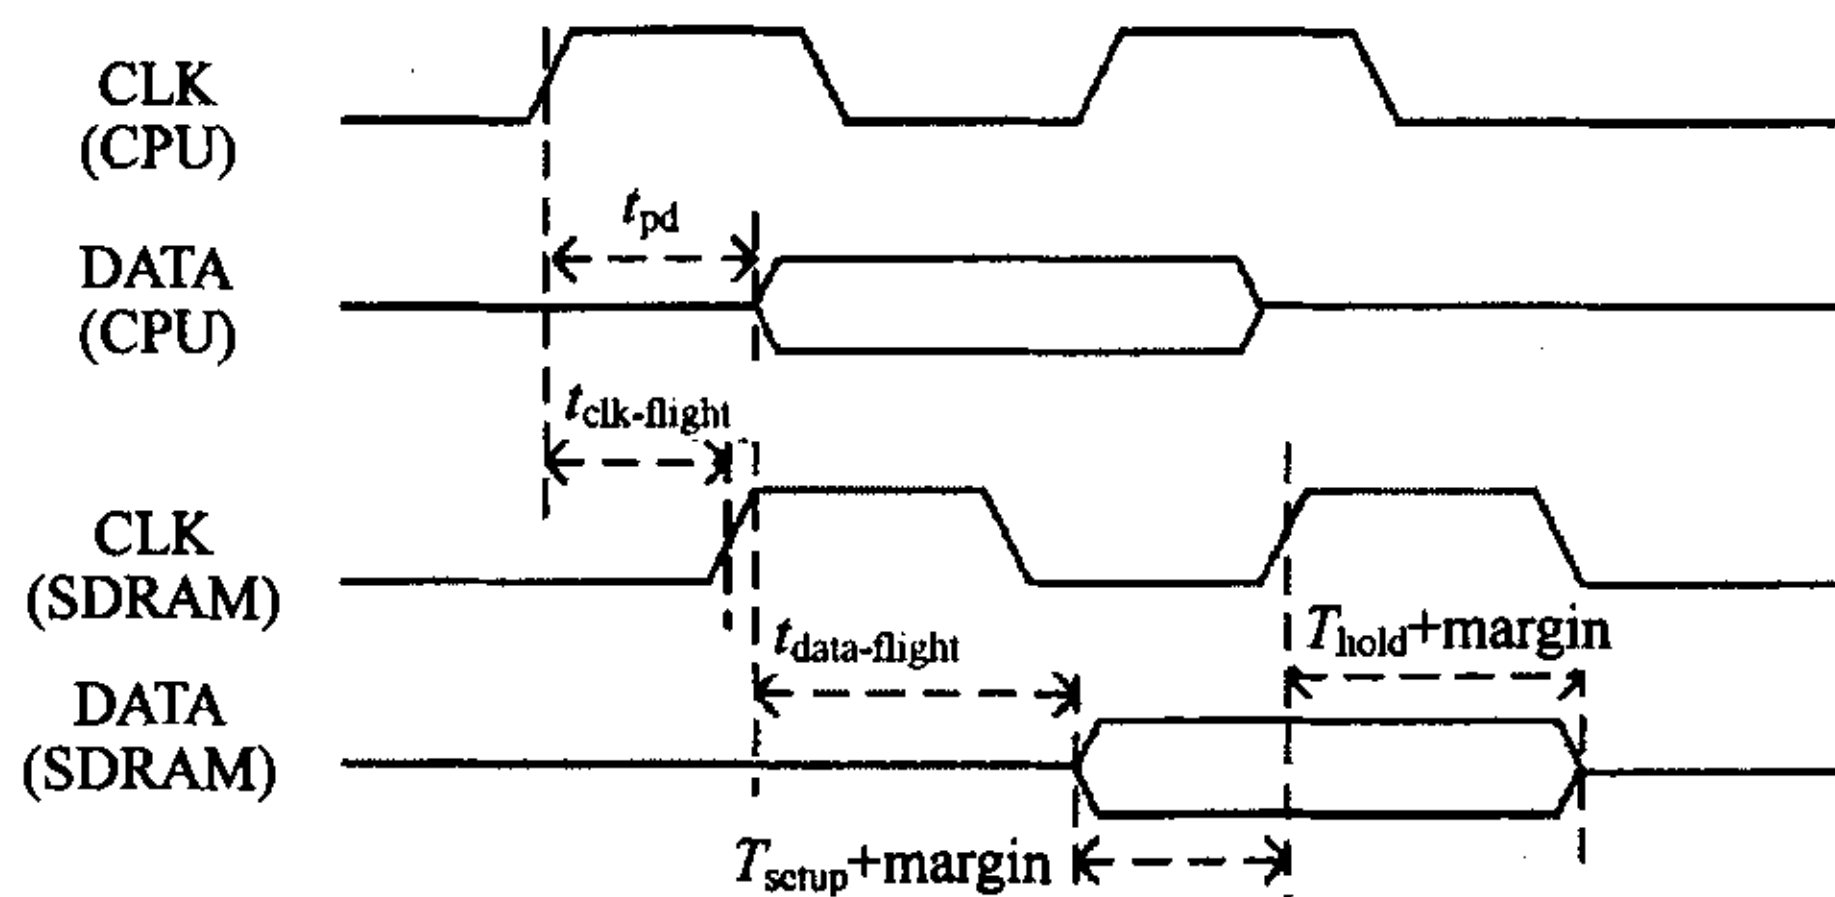 CLK
(CPU)
t_pd
DATA
(CPU)
t_clk-flight
CLK
(SDRAM)
T_hold+margin
t_data-flight
DATA
(SDRAM)
T_setup+margin